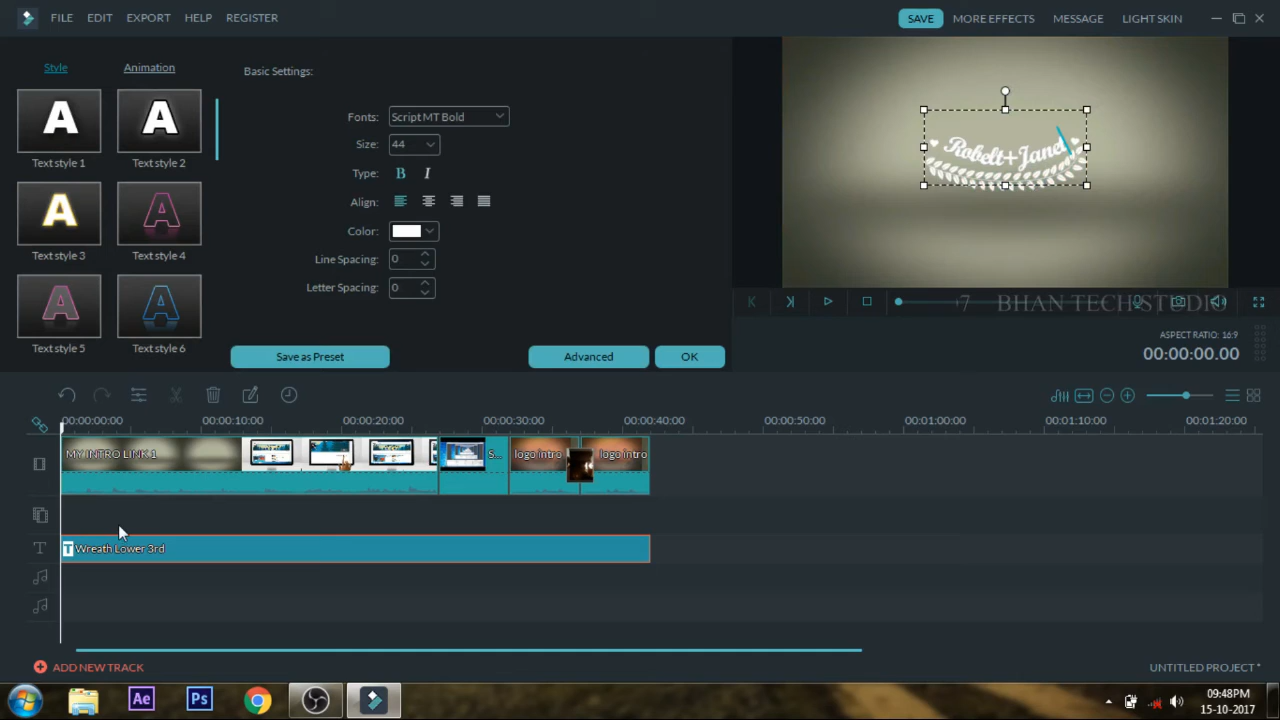 FILE EDIT EXPORT HELP REGISTER
SAVE MORE EFFECTS MESSAGE LIGHT SKIN
Style Animation
Basic Settings:
A A
Text style 1 Text style 2
A A
Text style 3 Text style 4
A A
Text style 5 Text style 6
Fonts: Script MT Bold
Size: 44
Type: B I
Align:
Color:
Line Spacing: 0
Letter Spacing: 0
Save as Preset Advanced OK
Robelt+Janet
+7 BHAN TECH STUDIO
ASPECT RATIO: 16:9
00:00:00.00
00:00:00:00 00:00:10:00 00:00:20:00 00:00:30:00 00:00:40:00 00:00:50:00 00:01:00:00 00:01:10:00 00:01:20:00
MY INTRO LINK 1 S... logo intro logo intro
T T Wreath Lower 3rd
ADD NEW TRACK UNTITLED PROJECT *
Ae Ps
09:48PM
15-10-2017